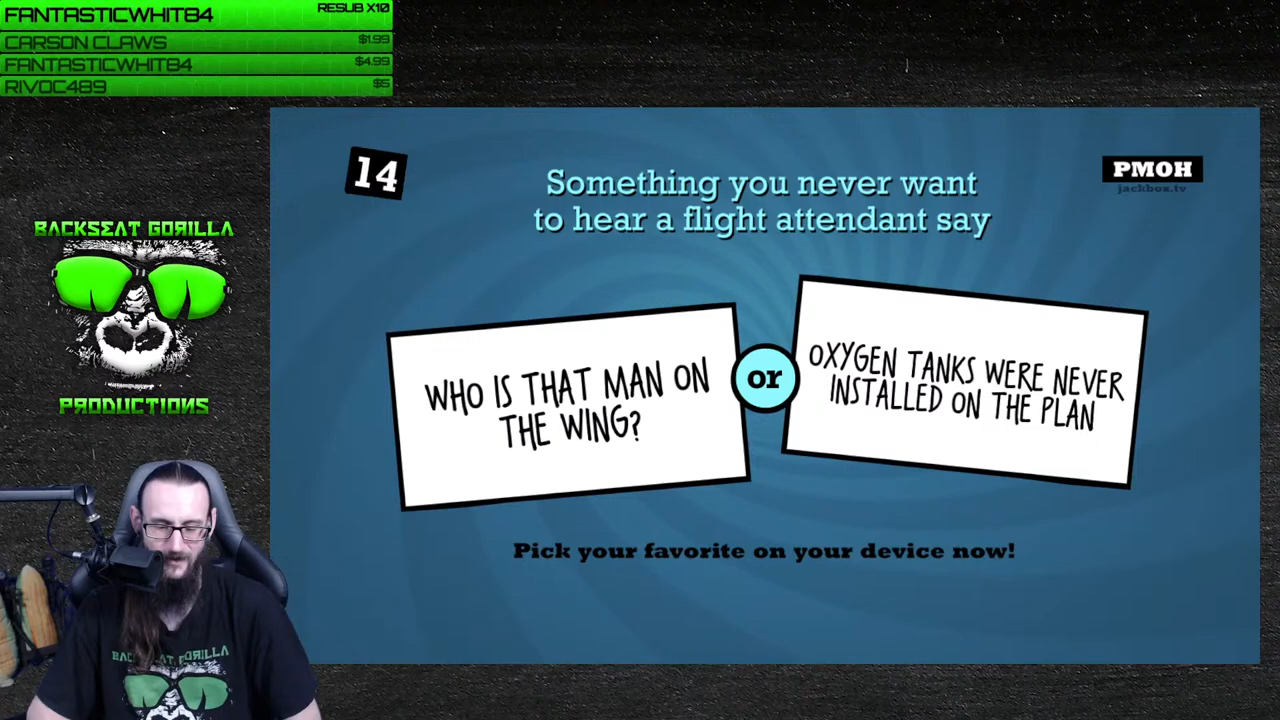 FANTASTICWHIT84 RESUB X10
CARSON CLAWS $1.99
FANTASTICWHIT84 $4.99
RIVOC489 $5
14
Something you never want
to hear a flight attendant say
PMOH
jackbox.tv
BACKSEAT GORILLA
PRODUCTIONS
WHO IS THAT MAN ON
THE WING?
or
OXYGEN TANKS WERE NEVER
INSTALLED ON THE PLAN
Pick your favorite on your device now!
BACKSEAT GORILLA